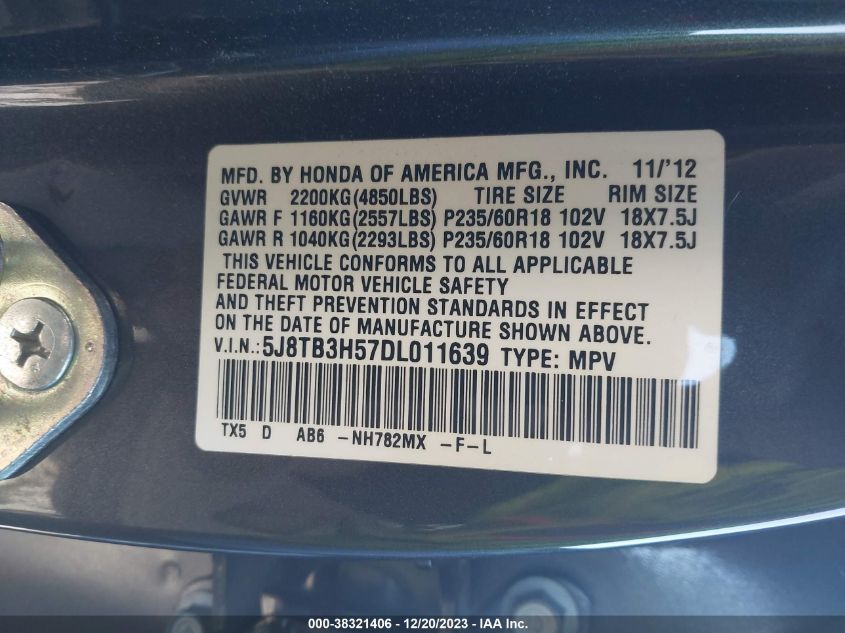 MFD. BY HONDA OF AMERICA MFG., INC. 11/'12
GVWR 2200KG(4850LBS) TIRE SIZE RIM SIZE
GAWR F 1160KG(2557LBS) P235/60R18 102V 18X7.5J
GAWR R 1040KG(2293LBS) P235/60R18 102V 18X7.5J
THIS VEHICLE CONFORMS TO ALL APPLICABLE
FEDERAL MOTOR VEHICLE SAFETY
AND THEFT PREVENTION STANDARDS IN EFFECT
ON THE DATE OF MANUFACTURE SHOWN ABOVE.
V.I.N.:5J8TB3H57DL011639 TYPE: MPV
TX5 D AB6 -NH782MX -F-L
000-38321406 - 12/20/2023 - IAA Inc.